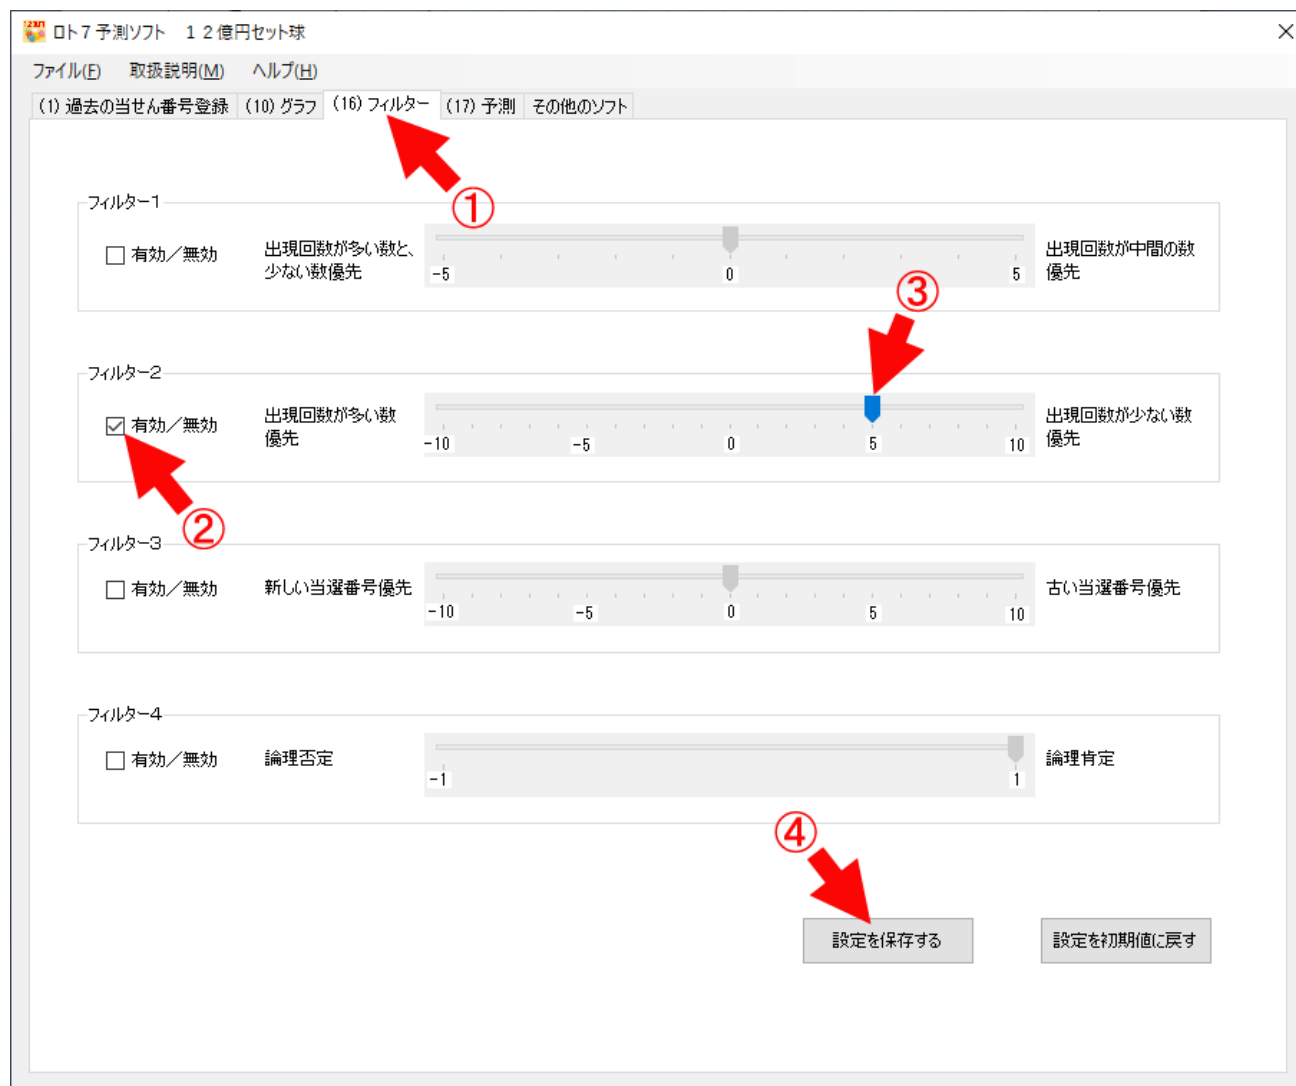 ロト7 予測ソフト　１２億円セット球
ファイル(F)　取扱説明(M)　ヘルプ(H)
(1) 過去の当せん番号登録 (10) グラフ (16) フィルター (17) 予測 その他のソフト
①
フィルター1
有効／無効
出現回数が多い数と、
少ない数優先
-5 0 5
出現回数が中間の数
優先
③
フィルター2
有効／無効
出現回数が多い数
優先
-10 -5 0 5 10
出現回数が少ない数
優先
②
フィルター3
有効／無効
新しい当選番号優先
-10 -5 0 5 10
古い当選番号優先
フィルター4
有効／無効
論理否定
-1 1
論理肯定
④
設定を保存する
設定を初期値に戻す